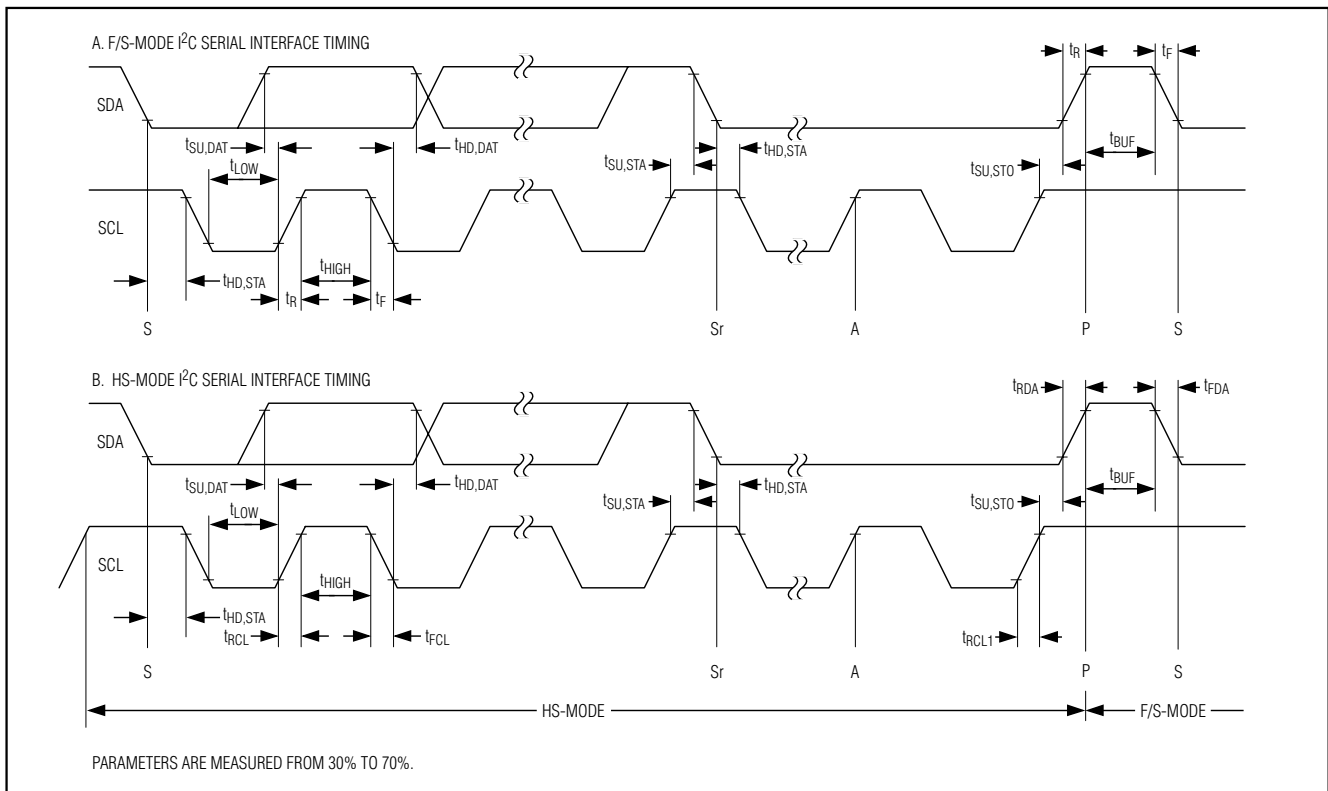 A. F/S-MODE I²C SERIAL INTERFACE TIMING
tR
tF
SDA
tSU,DAT
tHD,DAT
tLOW
tSU,STA
tHD,STA
tSU,STO
tBUF
SCL
tHD,STA
tR
tHIGH
tF
S
Sr
A
P
S
B. HS-MODE I²C SERIAL INTERFACE TIMING
tRDA
tFDA
SDA
tSU,DAT
tHD,DAT
tLOW
tSU,STA
tHD,STA
tSU,STO
tBUF
SCL
tHD,STA
tHIGH
tRCL
tFCL
tRCL1
S
Sr
A
P
S
HS-MODE
F/S-MODE
PARAMETERS ARE MEASURED FROM 30% TO 70%.